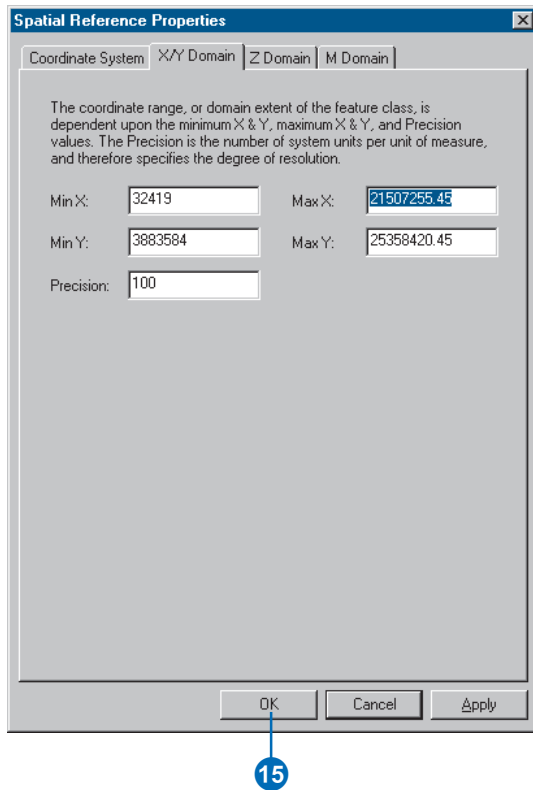 Spatial Reference Properties
Coordinate System X/Y Domain Z Domain M Domain
The coordinate range, or domain extent of the feature class, is
dependent upon the minimum X & Y, maximum X & Y, and Precision
values. The Precision is the number of system units per unit of measure,
and therefore specifies the degree of resolution.
Min X: 32419 Max X: 21507255.45
Min Y: 3883584 Max Y: 25358420.45
Precision: 100
OK Cancel Apply
15